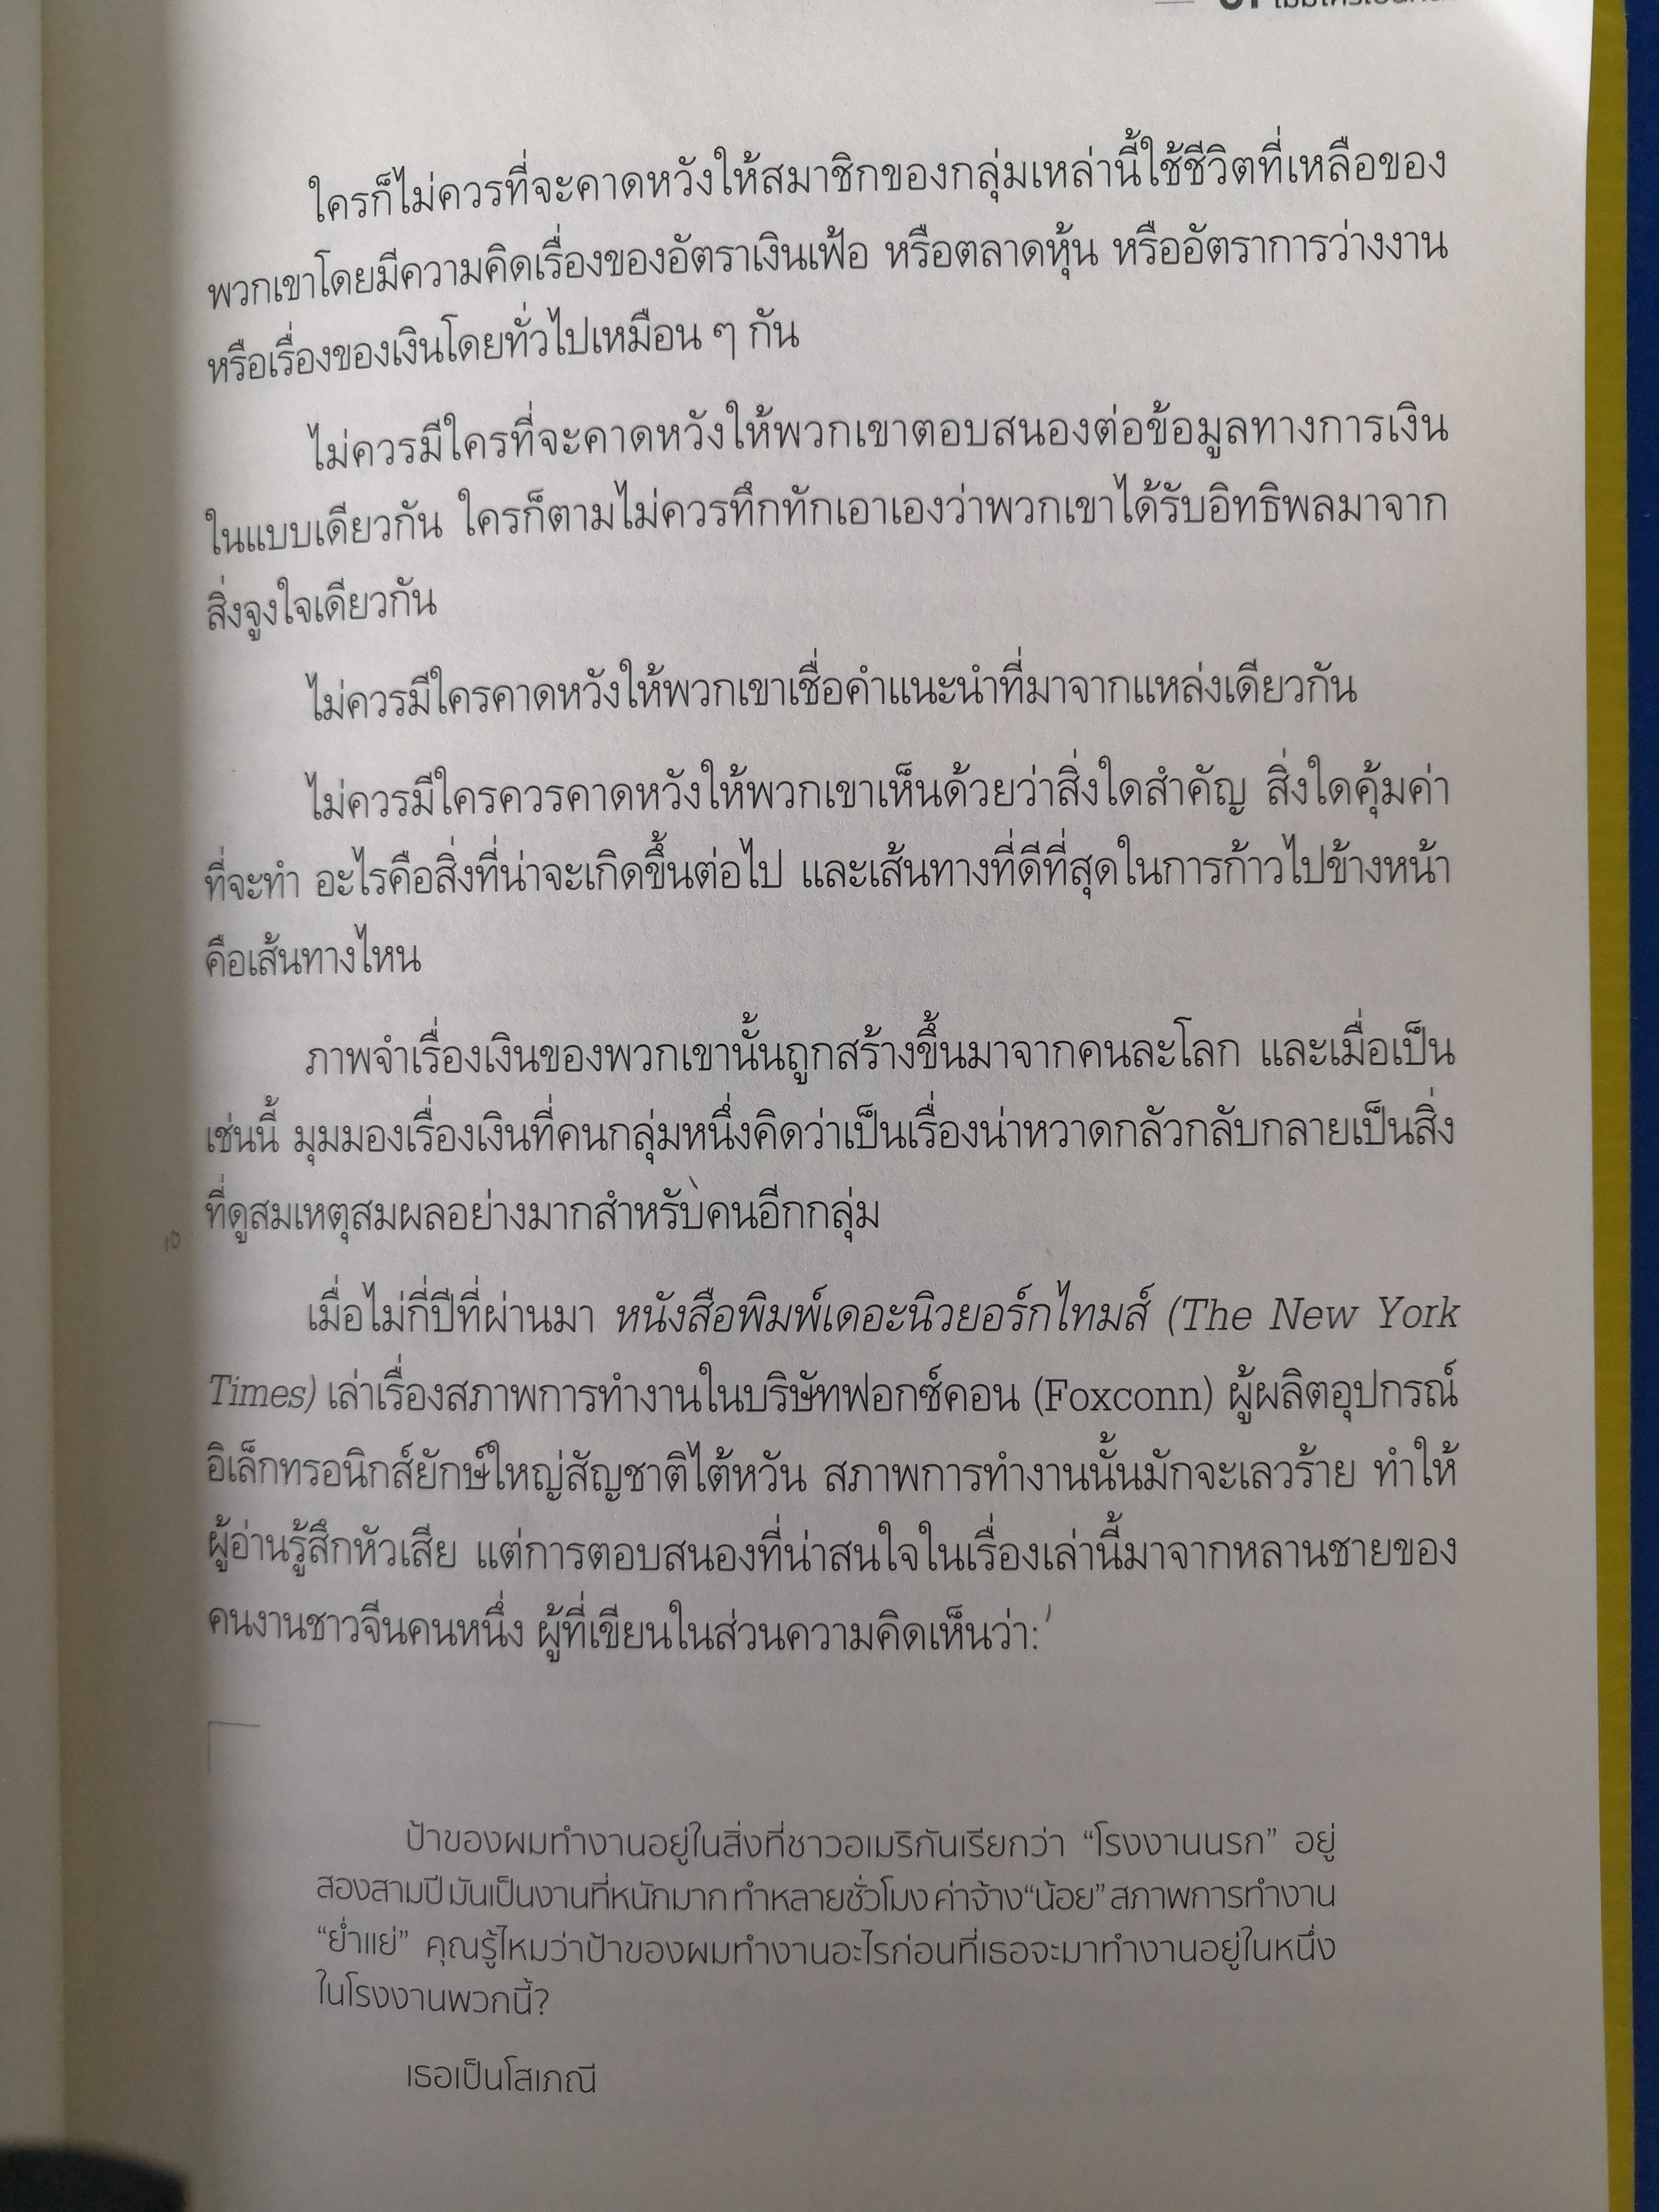 ใครก็ไม่ควรที่จะคาดหวังให้สมาชิกของกลุ่มเหล่านี้ใช้ชีวิตที่เหลือของ
พวกเขาโดยมีความคิดเรื่องของอัตราเงินเฟ้อ หรือตลาดหุ้น หรืออัตราการว่างงาน
หรือเรื่องของเงินโดยทั่วไปเหมือน ๆ กัน
ไม่ควรมีใครที่จะคาดหวังให้พวกเขาตอบสนองต่อข้อมูลทางการเงิน
ในแบบเดียวกัน ใครก็ตามไม่ควรทึกทักเอาเองว่าพวกเขาได้รับอิทธิพลมาจาก
สิ่งจูงใจเดียวกัน
ไม่ควรมีใครคาดหวังให้พวกเขาเชื่อคำแนะนำที่มาจากแหล่งเดียวกัน
ไม่ควรมีใครควรคาดหวังให้พวกเขาเห็นด้วยว่าสิ่งใดสำคัญ สิ่งใดคุ้มค่า
ที่จะทำ อะไรคือสิ่งที่น่าจะเกิดขึ้นต่อไป และเส้นทางที่ดีที่สุดในการก้าวไปข้างหน้า
คือเส้นทางไหน
ภาพจำเรื่องเงินของพวกเขานั้นถูกสร้างขึ้นมาจากคนละโลก และเมื่อเป็น
เช่นนี้ มุมมองเรื่องเงินที่คนกลุ่มหนึ่งคิดว่าเป็นเรื่องน่าหวาดกลัวกลับกลายเป็นสิ่ง
ที่ดูสมเหตุสมผลอย่างมากสำหรับคนอีกกลุ่ม
เมื่อไม่กี่ปีที่ผ่านมา หนังสือพิมพ์เดอะนิวยอร์กไทมส์ (The New York
Times) เล่าเรื่องสภาพการทำงานในบริษัทฟอกซ์คอน (Foxconn) ผู้ผลิตอุปกรณ์
อิเล็กทรอนิกส์ยักษ์ใหญ่สัญชาติไต้หวัน สภาพการทำงานนั้นมักจะเลวร้าย ทำให้
ผู้อ่านรู้สึกหัวเสีย แต่การตอบสนองที่น่าสนใจในเรื่องเล่านี้มาจากหลานชายของ
คนงานชาวจีนคนหนึ่ง ผู้ที่เขียนในส่วนความคิดเห็นว่า:
ป้าของผมทำงานอยู่ในสิ่งที่ชาวอเมริกันเรียกว่า “โรงงานนรก” อยู่
สองสามปี มันเป็นงานที่หนักมาก ทำหลายชั่วโมง ค่าจ้าง “น้อย” สภาพการทำงาน
“ย่ำแย่” คุณรู้ไหมว่าป้าของผมทำงานอะไรก่อนที่เธอจะมาทำงานอยู่ในหนึ่ง
ในโรงงานพวกนี้?
เธอเป็นโสเภณี